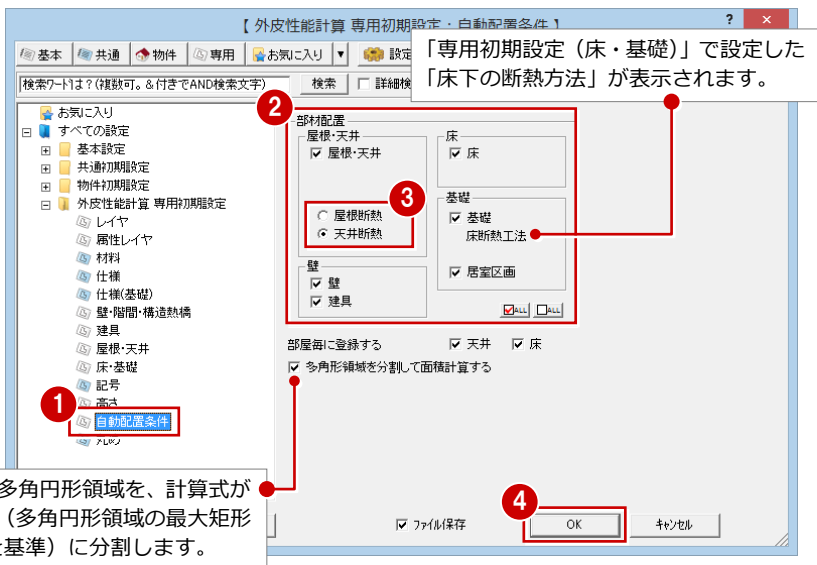 【 外皮性能計算 専用初期設定：自動配置条件 】
? ×
基本 共通 物件 専用 お気に入り ▼ 設定
「専用初期設定（床・基礎）」で設定した
「床下の断熱方法」が表示されます。
検索ワードは？(複数可。&付きでAND検索文字) 検索 詳細検
お気に入り
すべての設定
基本設定
共通初期設定
物件初期設定
外皮性能計算 専用初期設定
レイヤ
属性レイヤ
材料
仕様
仕様(基礎)
壁・階間・構造熱橋
建具
屋根・天井
床・基礎
記号
高さ
1
自動配置条件
丸め
2
部材配置
屋根・天井
屋根・天井
3
屋根断熱
天井断熱
壁
壁
建具
床
床
基礎
基礎
床断熱工法
居室区画
ALL ALL
部屋毎に登録する 天井 床
多角形領域を分割して面積計算する
多角円形領域を、計算式が
（多角円形領域の最大矩形
基準）に分割します。
ファイル保存
4
OK キャンセル